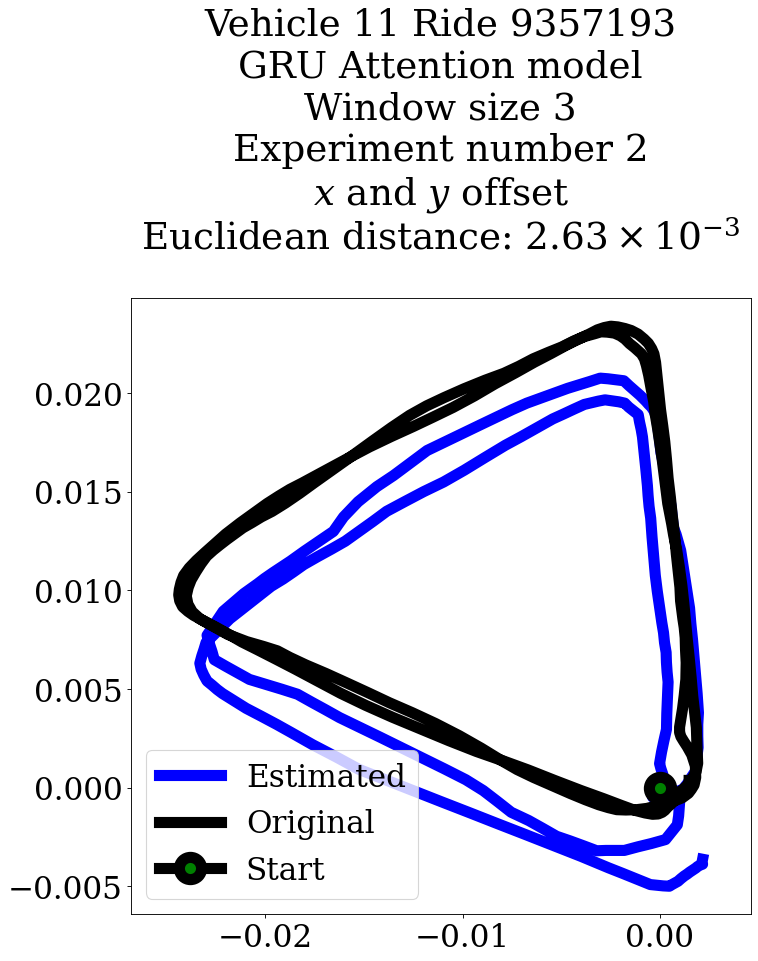 Vehicle 11 Ride 9357193
GRU Attention model
Window size 3
Experiment number 2
x and y offset
Euclidean distance: 2.63 × 10⁻³
0.020
0.015
0.010
0.005
0.000
−0.005
Estimated
Original
Start
−0.02
−0.01
0.00